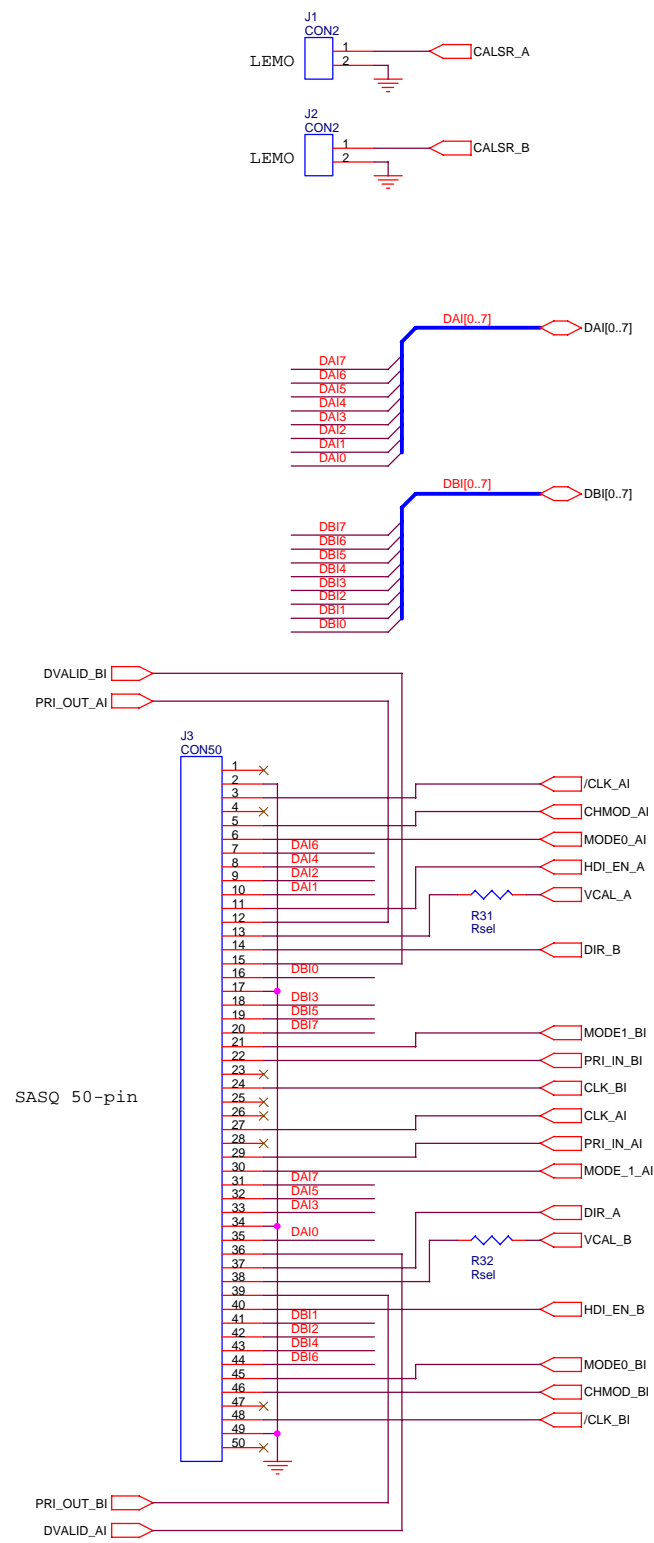 J1
CON2
LEMO
1
2
CALSR_A
J2
CON2
LEMO
1
2
CALSR_B
DAI[0..7]
DAI[0..7]
DAI7
DAI6
DAI5
DAI4
DAI3
DAI2
DAI1
DAI0
DBI[0..7]
DBI[0..7]
DBI7
DBI6
DBI5
DBI4
DBI3
DBI2
DBI1
DBI0
DVALID_BI
PRI_OUT_AI
J3
CON50
SASQ 50-pin
1
2
3 /CLK_AI
4
5 CHMOD_AI
6 MODE0_AI
7 DAI6
8 DAI4 HDI_EN_A
9 DAI2
10 DAI1 VCAL_A
11
12 R31
13 Rsel
14 DIR_B
15
16 DBI0
17
18 DBI3
19 DBI5
20 DBI7
21 MODE1_BI
22 PRI_IN_BI
23
24 CLK_BI
25
26 CLK_AI
27
28 PRI_IN_AI
29
30 MODE_1_AI
31 DAI7
32 DAI5
33 DAI3 DIR_A
34
35 DAI0 VCAL_B
36
37 R32
38 Rsel
39
40 HDI_EN_B
41 DBI1
42 DBI2
43 DBI4
44 DBI6 MODE0_BI
45
46 CHMOD_BI
47
48 /CLK_BI
49
50
PRI_OUT_BI
DVALID_AI